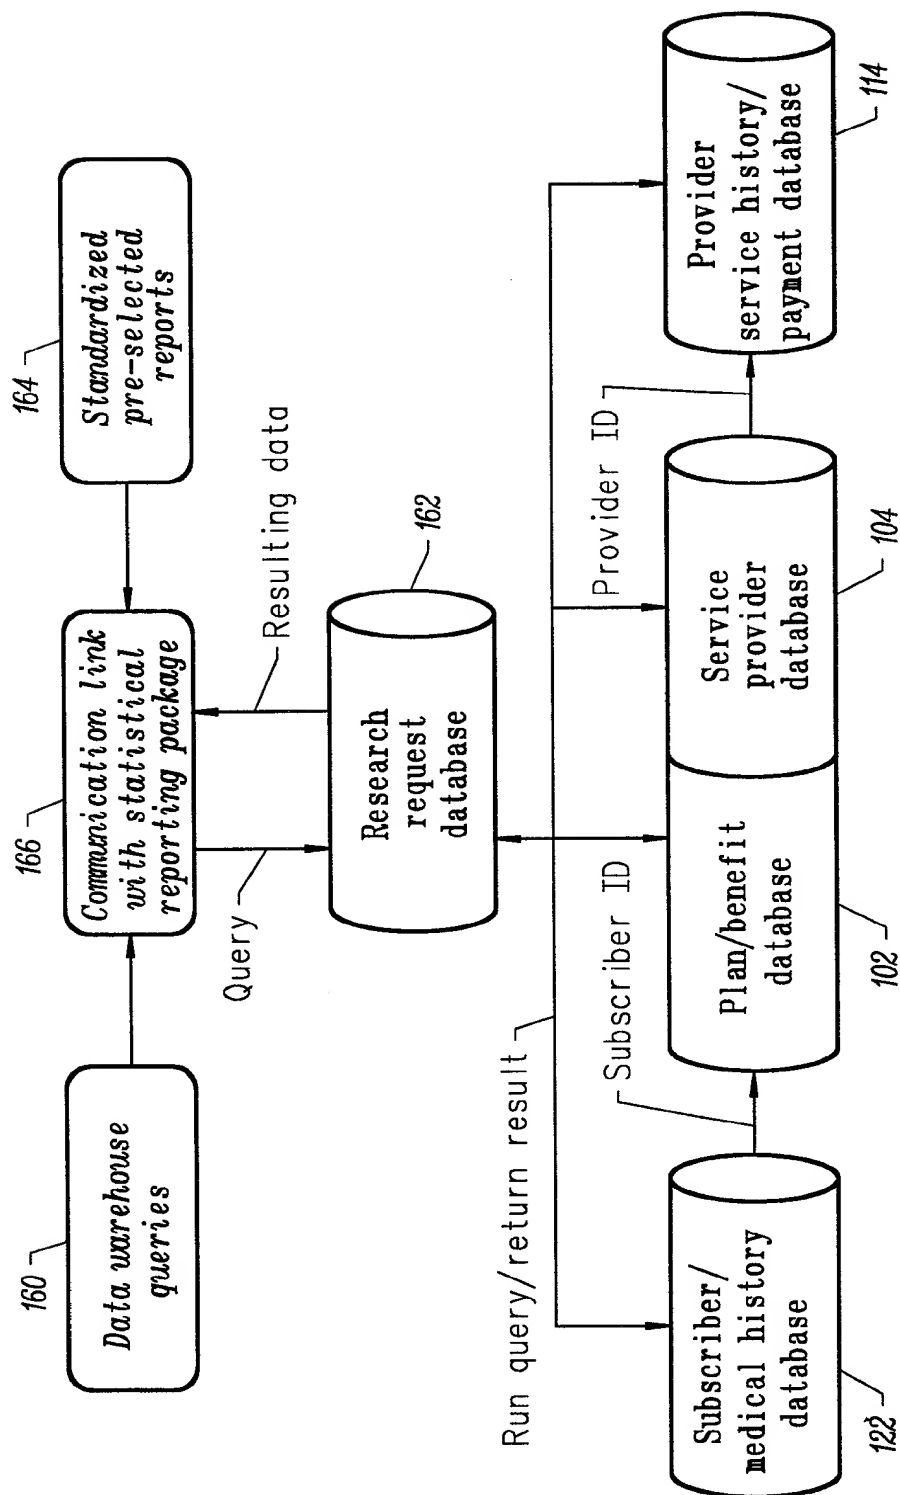 160
Data warehouse
queries
166
Communication link
with statistical
reporting package
164
Standardized
pre-selected
reports
Query
Resulting data
162
Research
request
database
Run query/return result
Subscriber ID
Provider ID
Subscriber/
medical history
database
122
Plan/benefit
database
102
Service
provider
database
104
Provider
service history/
payment database
114